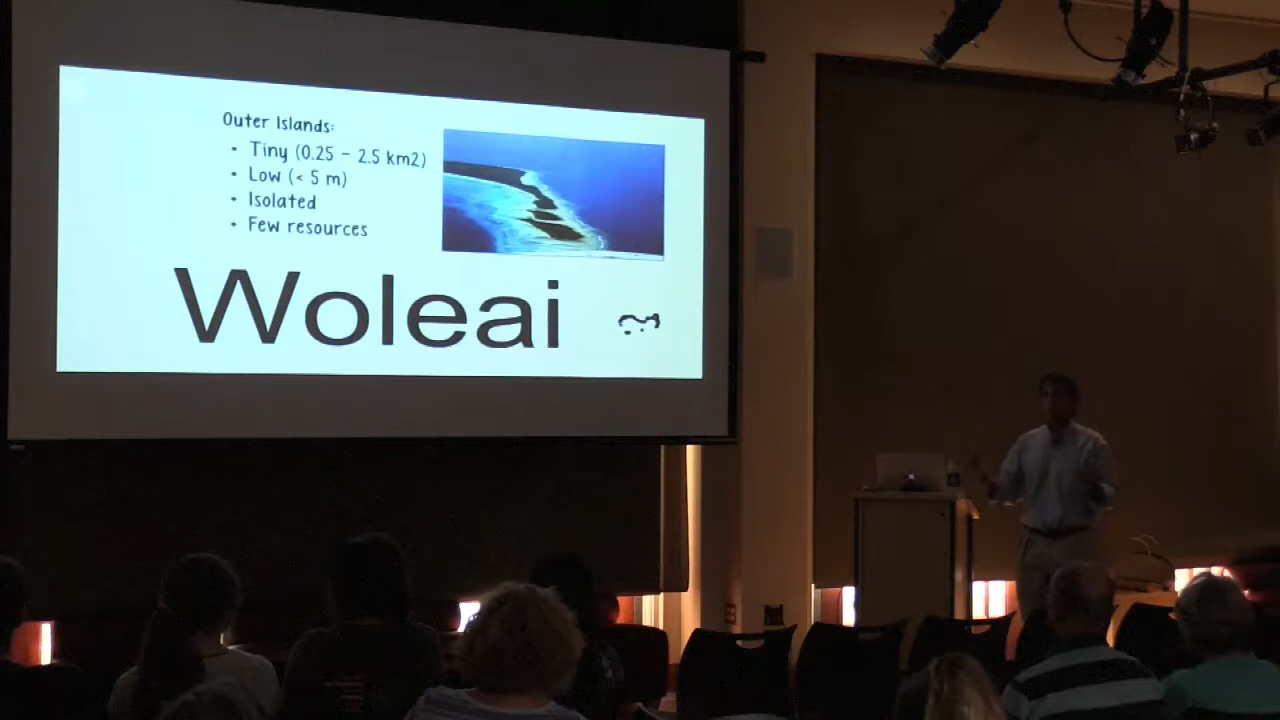 Outer Islands:
• Tiny (0.25 - 2.5 km2)
• Low (< 5 m)
• Isolated
• Few resources
Woleai